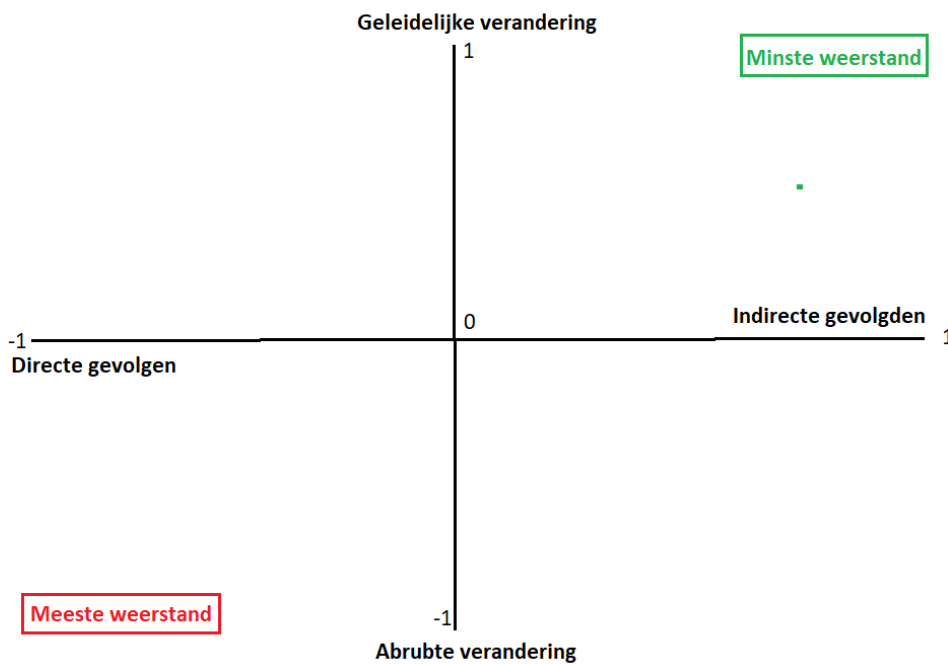 Geleidelijke verandering
1
Minste weerstand
0
Indirecte gevolgden
-1
1
Directe gevolgen
Meeste weerstand
-1
Abrubte verandering